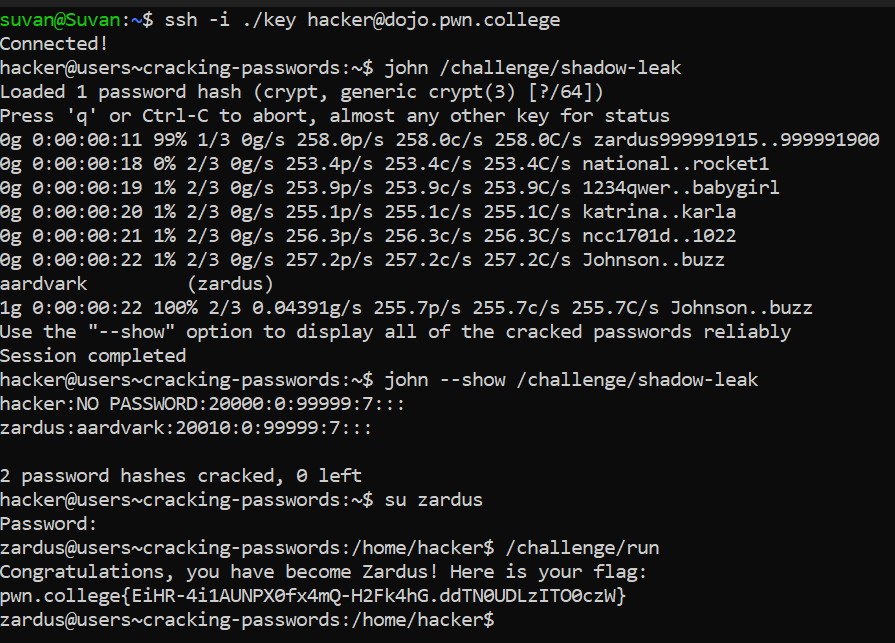 suvan@Suvan:~$ ssh -i ./key hacker@dojo.pwn.college
Connected!
hacker@users~cracking-passwords:~$ john /challenge/shadow-leak
Loaded 1 password hash (crypt, generic crypt(3) [?/64])
Press 'q' or Ctrl-C to abort, almost any other key for status
0g 0:00:00:11 99% 1/3 0g/s 258.0p/s 258.0c/s 258.0C/s zardus999991915..999991900
0g 0:00:00:18 0% 2/3 0g/s 253.4p/s 253.4c/s 253.4C/s national..rocket1
0g 0:00:00:19 1% 2/3 0g/s 253.9p/s 253.9c/s 253.9C/s 1234qwer..babygirl
0g 0:00:00:20 1% 2/3 0g/s 255.1p/s 255.1c/s 255.1C/s katrina..karla
0g 0:00:00:21 1% 2/3 0g/s 256.3p/s 256.3c/s 256.3C/s ncc1701d..1022
0g 0:00:00:22 1% 2/3 0g/s 257.2p/s 257.2c/s 257.2C/s Johnson..buzz
aardvark         (zardus)
1g 0:00:00:22 100% 2/3 0.04391g/s 255.7p/s 255.7c/s 255.7C/s Johnson..buzz
Use the "--show" option to display all of the cracked passwords reliably
Session completed
hacker@users~cracking-passwords:~$ john --show /challenge/shadow-leak
hacker:NO PASSWORD:20000:0:99999:7:::
zardus:aardvark:20010:0:99999:7:::
2 password hashes cracked, 0 left
hacker@users~cracking-passwords:~$ su zardus
Password:
zardus@users~cracking-passwords:/home/hacker$ /challenge/run
Congratulations, you have become Zardus! Here is your flag:
pwn.college{EiHR-4i1AUNPX0fx4mQ-H2Fk4hG.ddTN0UDLzITO0czW}
zardus@users~cracking-passwords:/home/hacker$